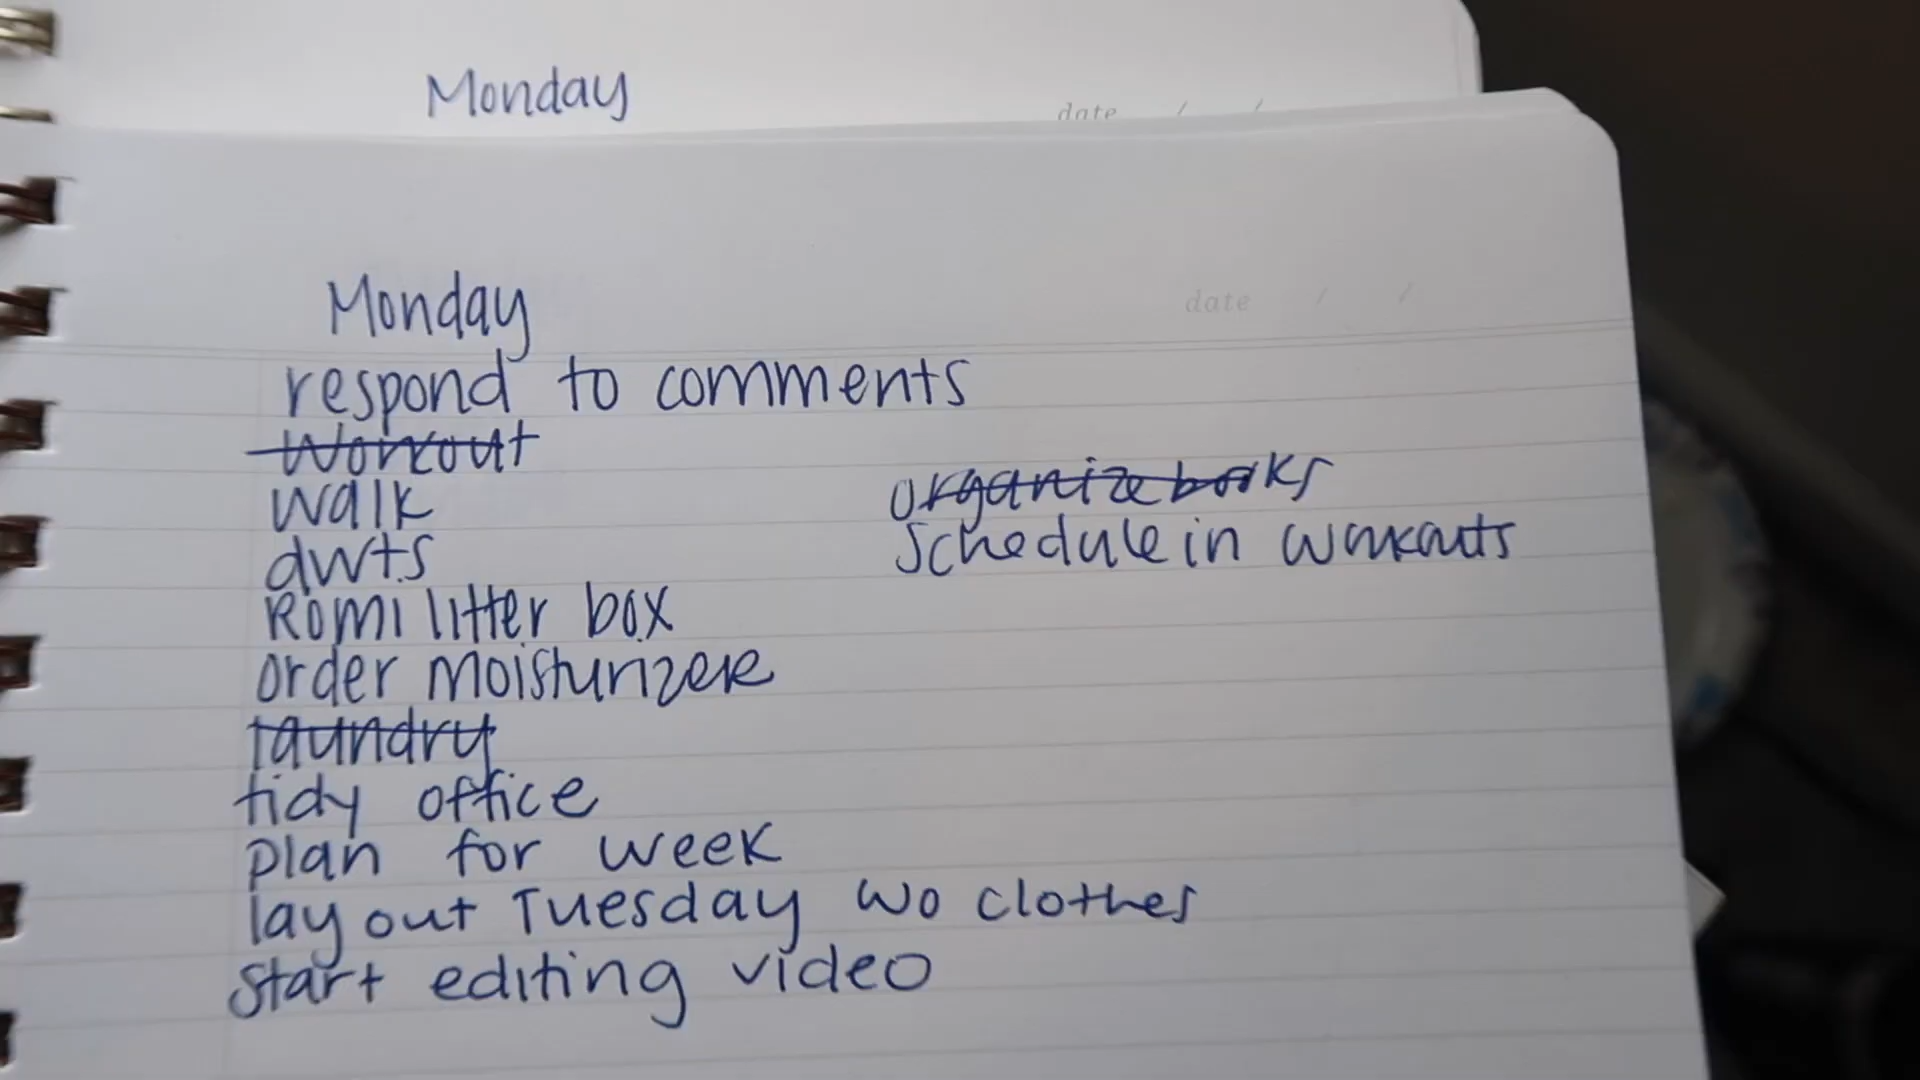 Monday
date / /
Monday
date / /
respond to comments
workout
walk
organize books
dwts
schedule in workouts
Romi litter box
order moisturizer
laundry
tidy office
plan for week
lay out Tuesday wo clothes
start editing video